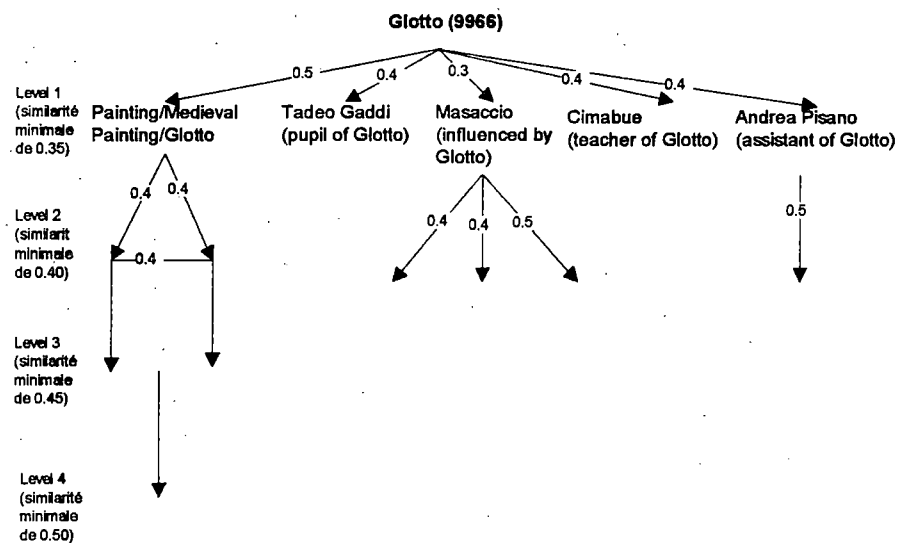 Giotto (9966)
0.5
0.4
0.3
0.4
0.4
Level 1
(similarité
minimale
de 0.35)
Painting/Medieval
Painting/Giotto
Tadeo Gaddi
(pupil of Giotto)
Masaccio
(influenced by
Giotto)
Cimabue
(teacher of Giotto)
Andrea Pisano
(assistant of Giotto)
0.4
0.4
0.4
0.4
0.5
0.5
Level 2
(similarit
minimale
de 0.40)
0.4
Level 3
(similarité
minimale
de 0.45)
Level 4
(similarité
minimale
de 0.50)